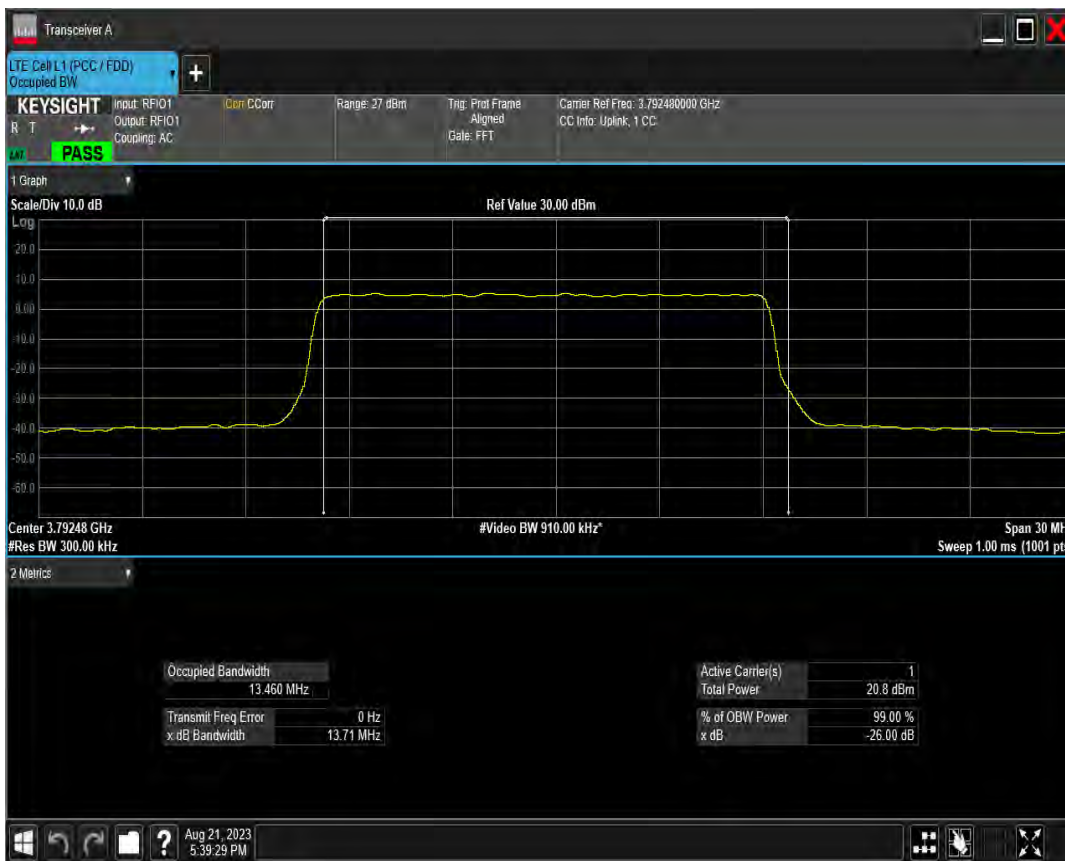 Transceiver A
LTE Cell L1 (PCC / FDD)
Occupied BW
+
KEYSIGHT
R T
PASS
Input: RFIO1
Output: RFIO1
Coupling: AC
Corr CCorr
Range: 27 dBm
Trig: Prot Frame
Aligned
Gate: FFT
Carrier Ref Freq: 3.792480000 GHz
CC Info: Uplink, 1 CC
1 Graph
Scale/Div 10.0 dB
Ref Value 30.00 dBm
Log
20.0
10.0
0.00
-10.0
-20.0
-30.0
-40.0
-50.0
-60.0
Center 3.79248 GHz
#Video BW 910.00 kHz*
Span 30 MH
#Res BW 300.00 kHz
Sweep 1.00 ms (1001 pts
2 Metrics
Occupied Bandwidth
13.460 MHz
Transmit Freq Error 0 Hz
x dB Bandwidth 13.71 MHz
Active Carrier(s) 1
Total Power 20.8 dBm
% of OBW Power 99.00 %
x dB -26.00 dB
?
Aug 21, 2023
5:39:29 PM